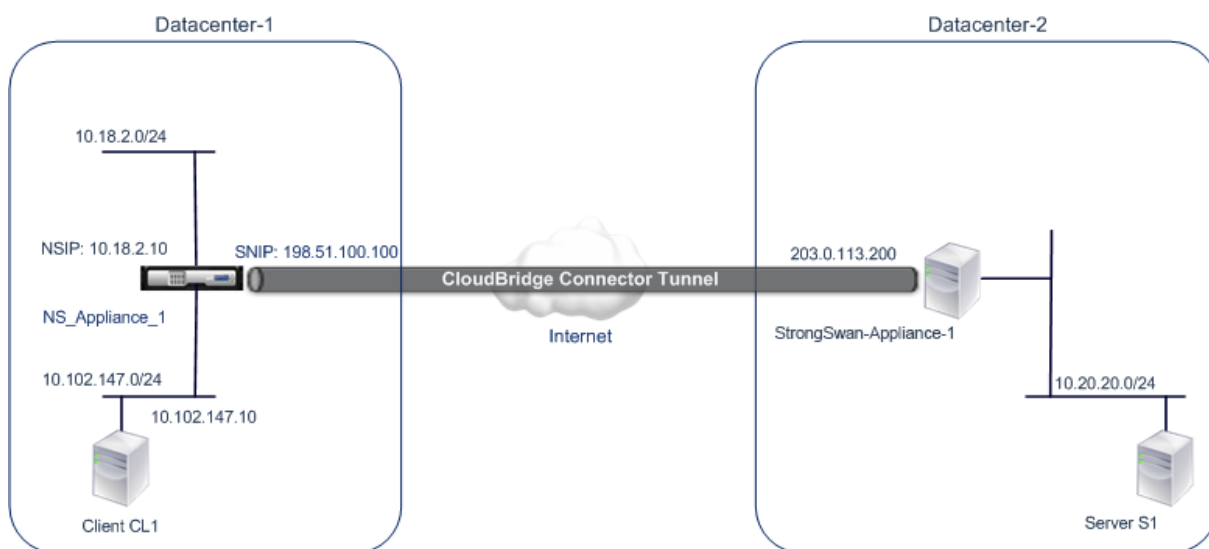 Datacenter-1
Datacenter-2
10.18.2.0/24
NSIP: 10.18.2.10
SNIP: 198.51.100.100
203.0.113.200
CloudBridge Connector Tunnel
NS_Appliance_1
Internet
StrongSwan-Appliance-1
10.102.147.0/24
10.20.20.0/24
10.102.147.10
Client CL1
Server S1